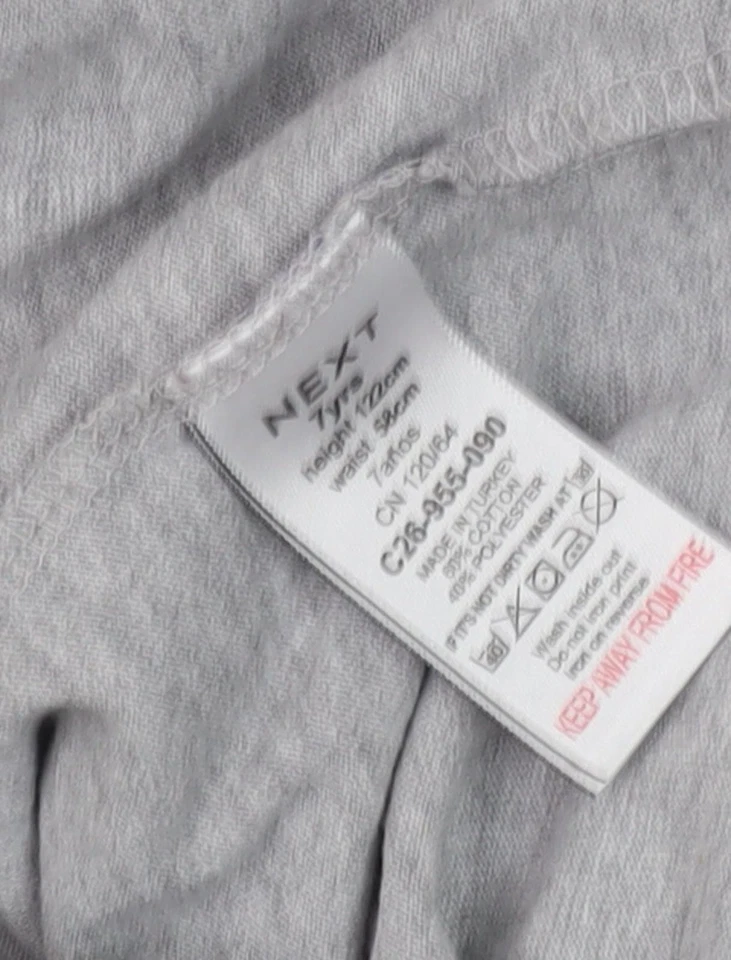 NEXT
7yrs
height 122cm
waist 58cm
7años
CN 120/64
C26-955-090
MADE IN TURKEY
60% COTTON
40% POLYESTER
IF IT'S NOT DIRTY WASH AT 30°
30°
Wash inside out
Do not iron print
Iron on reverse
KEEP AWAY FROM FIRE